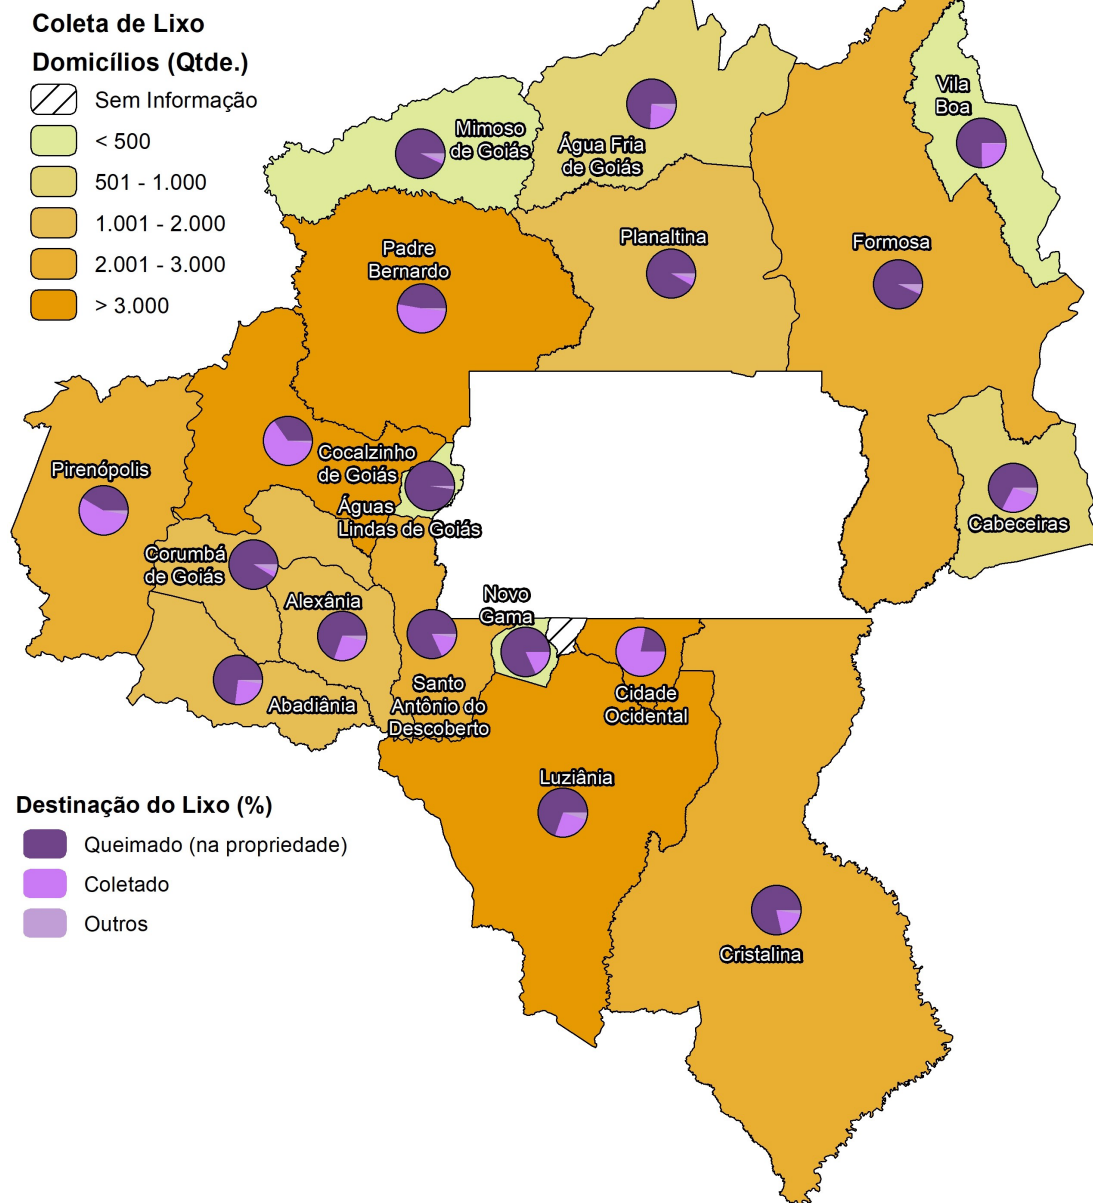 Coleta de Lixo
Domicílios (Qtde.)
Sem Informação
< 500
501 - 1.000
1.001 - 2.000
2.001 - 3.000
> 3.000
Vila
Boa
Mimoso
de Goiás
Água Fria
de Goiás
Planaltina
Formosa
Padre
Bernardo
Pirenópolis
Cocalzinho
de Goiás
Águas
Lindas de Goiás
Cabeceiras
Corumbá
de Goiás
Alexânia
Novo
Gama
Abadiânia
Santo
Antônio do
Descoberto
Cidade
Ocidental
Luziânia
Cristalina
Destinação do Lixo (%)
Queimado (na propriedade)
Coletado
Outros